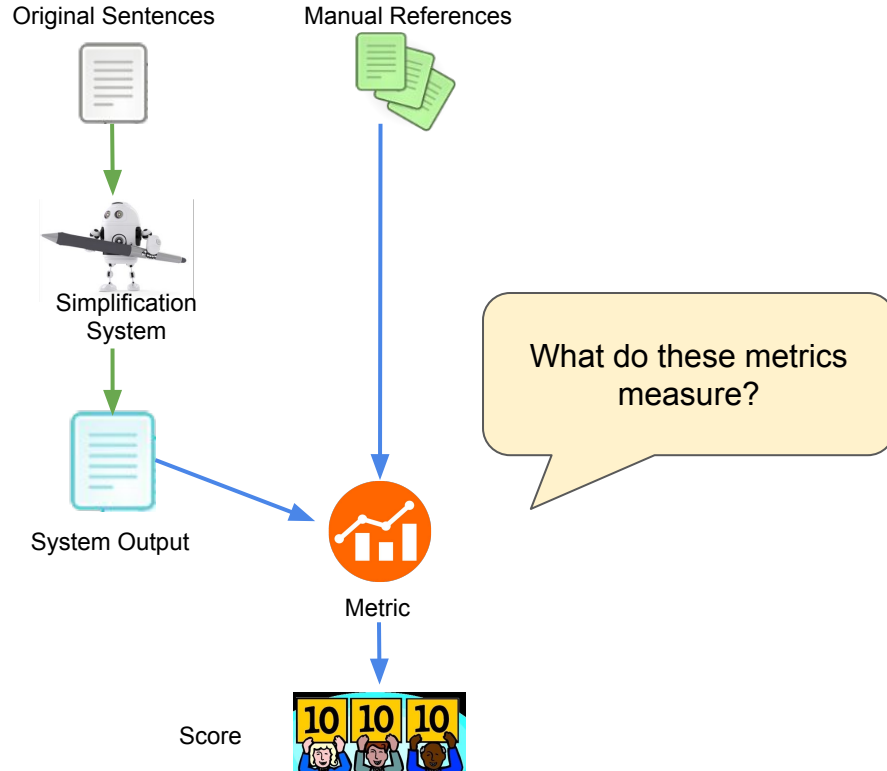 Original Sentences
Manual References
Simplification
System
What do these metrics
measure?
System Output
Metric
Score
10 10 10